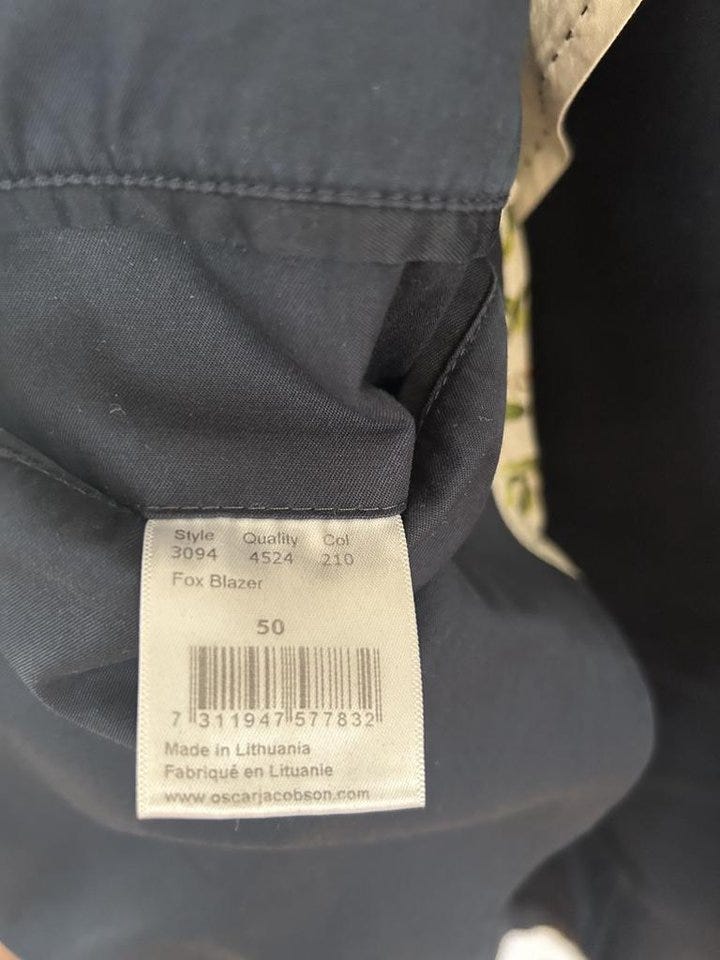 Style Quality Col
3094 4524 210
Fox Blazer
50
7 311947 577832
Made in Lithuania
Fabriqué en Lituanie
www.oscarjacobson.com